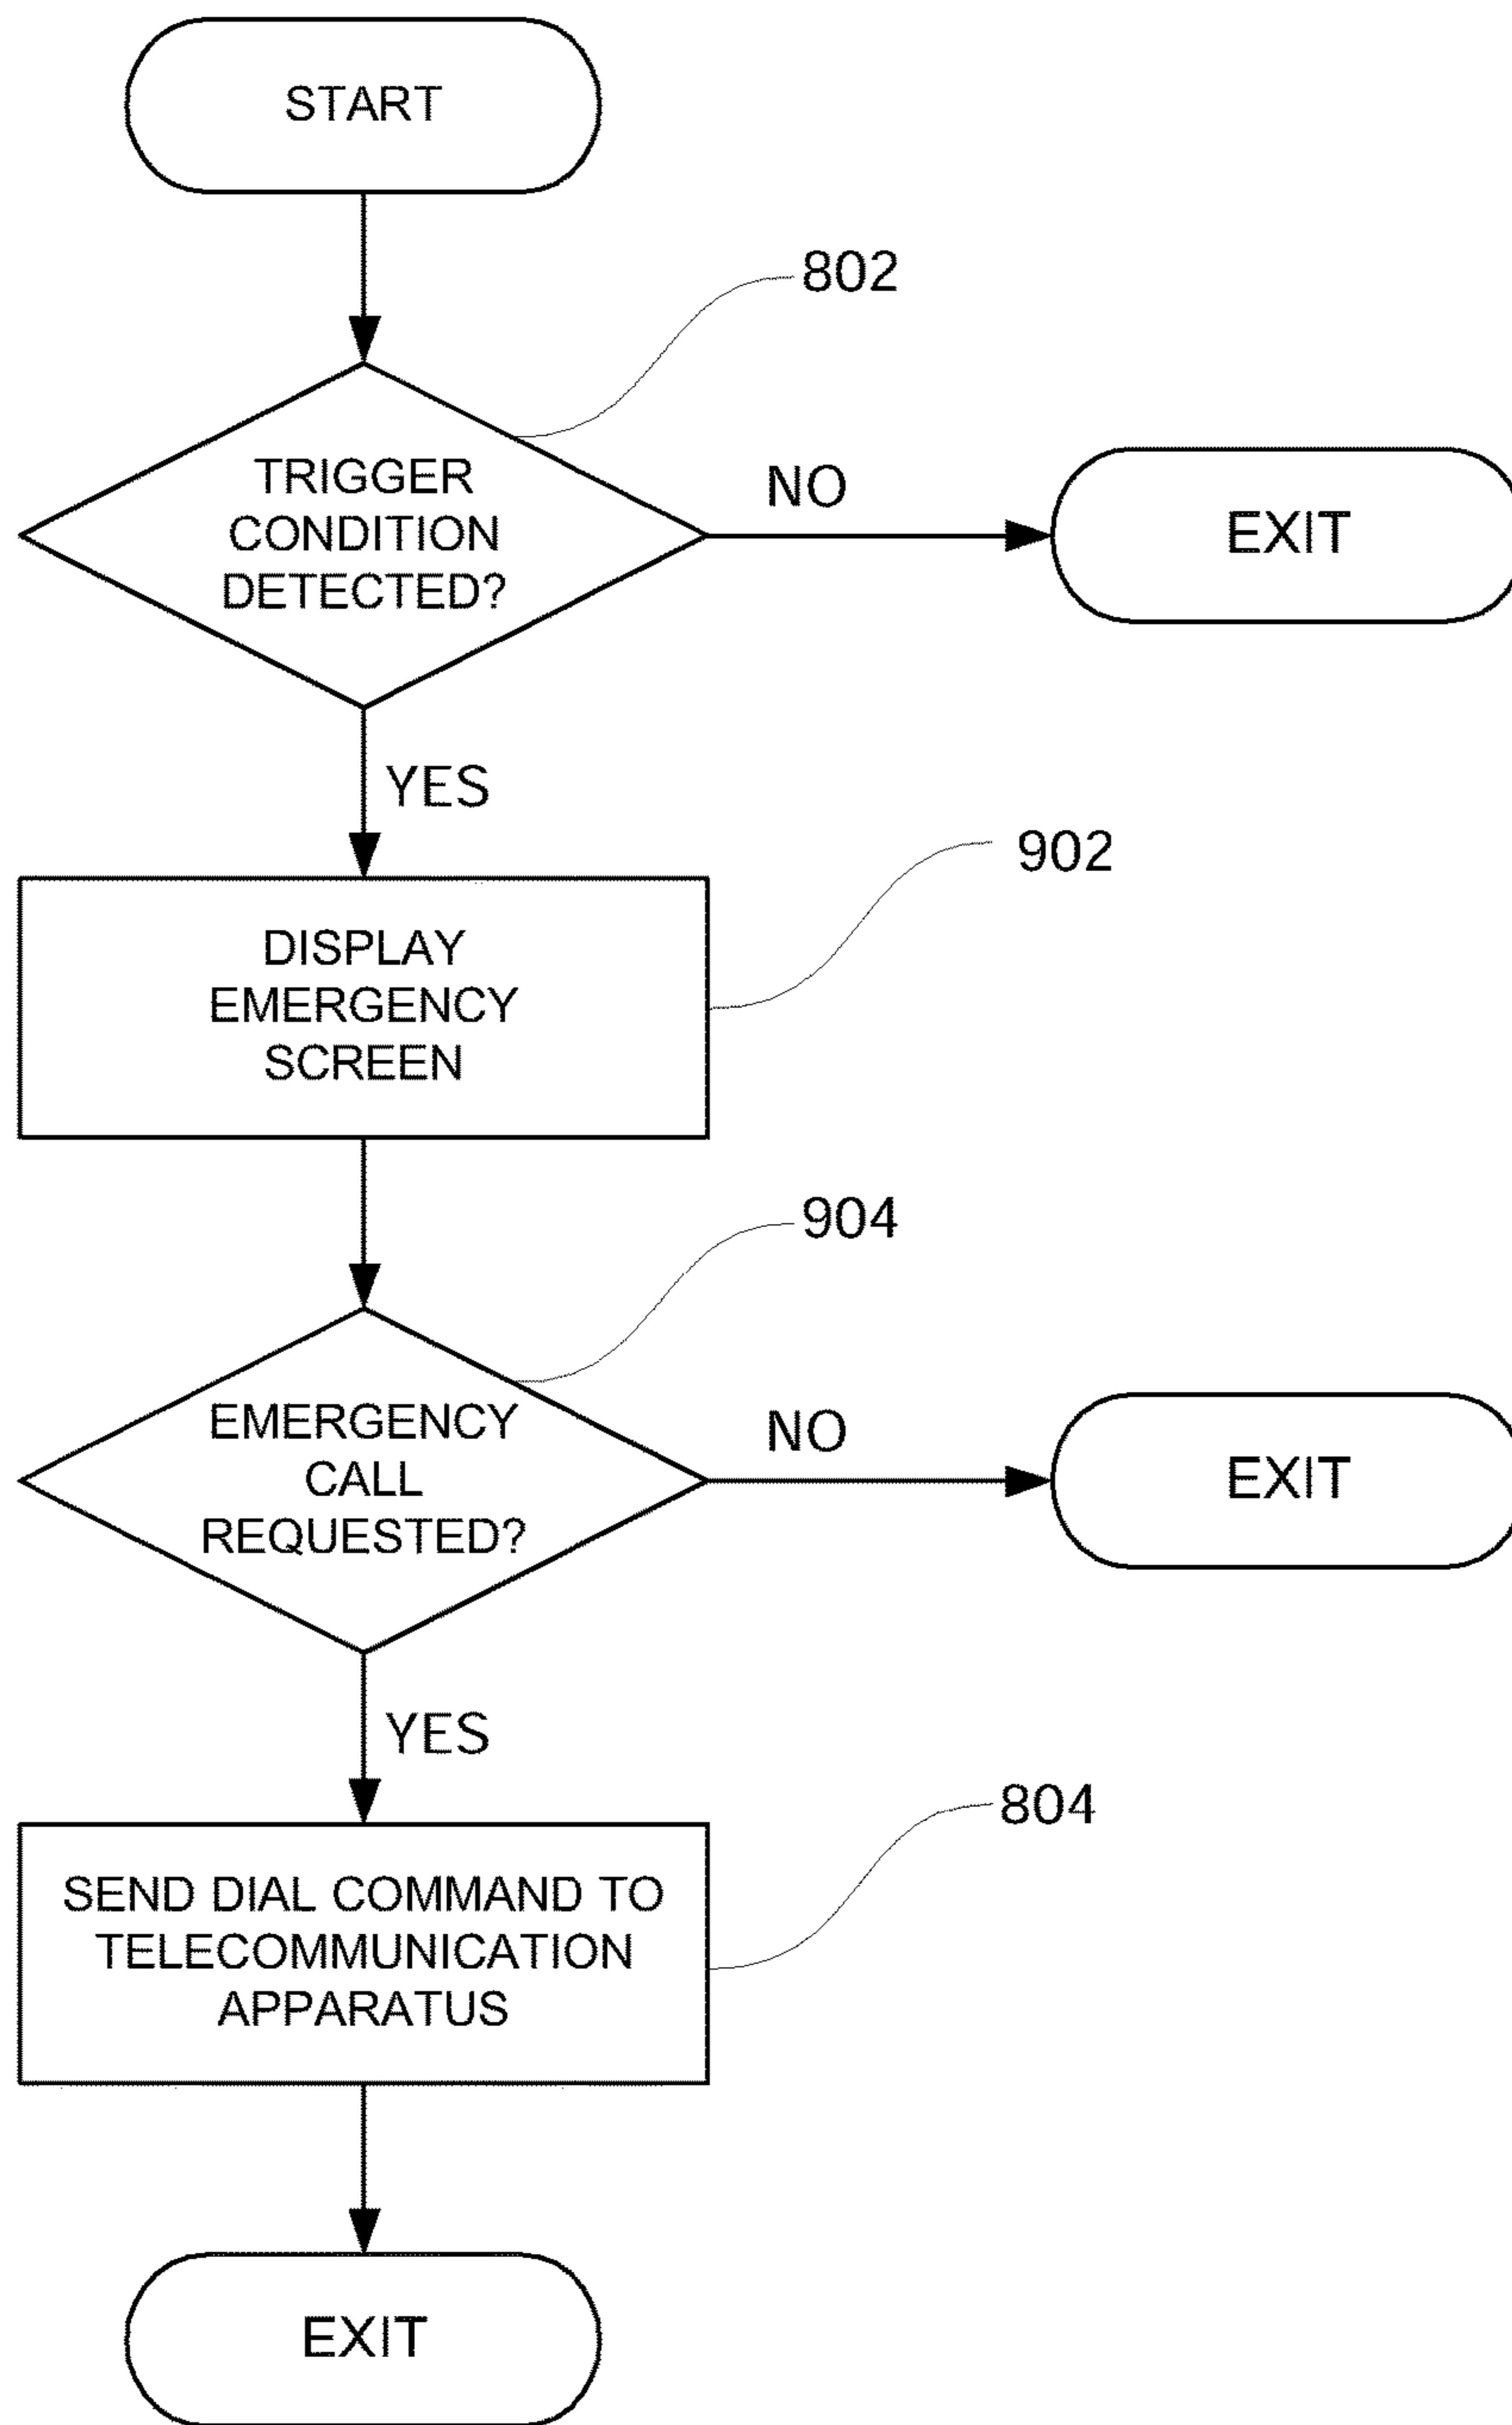 START
802
TRIGGER
CONDITION
DETECTED?
NO
EXIT
YES
902
DISPLAY
EMERGENCY
SCREEN
904
EMERGENCY
CALL
REQUESTED?
NO
EXIT
YES
804
SEND DIAL COMMAND TO
TELECOMMUNICATION
APPARATUS
EXIT